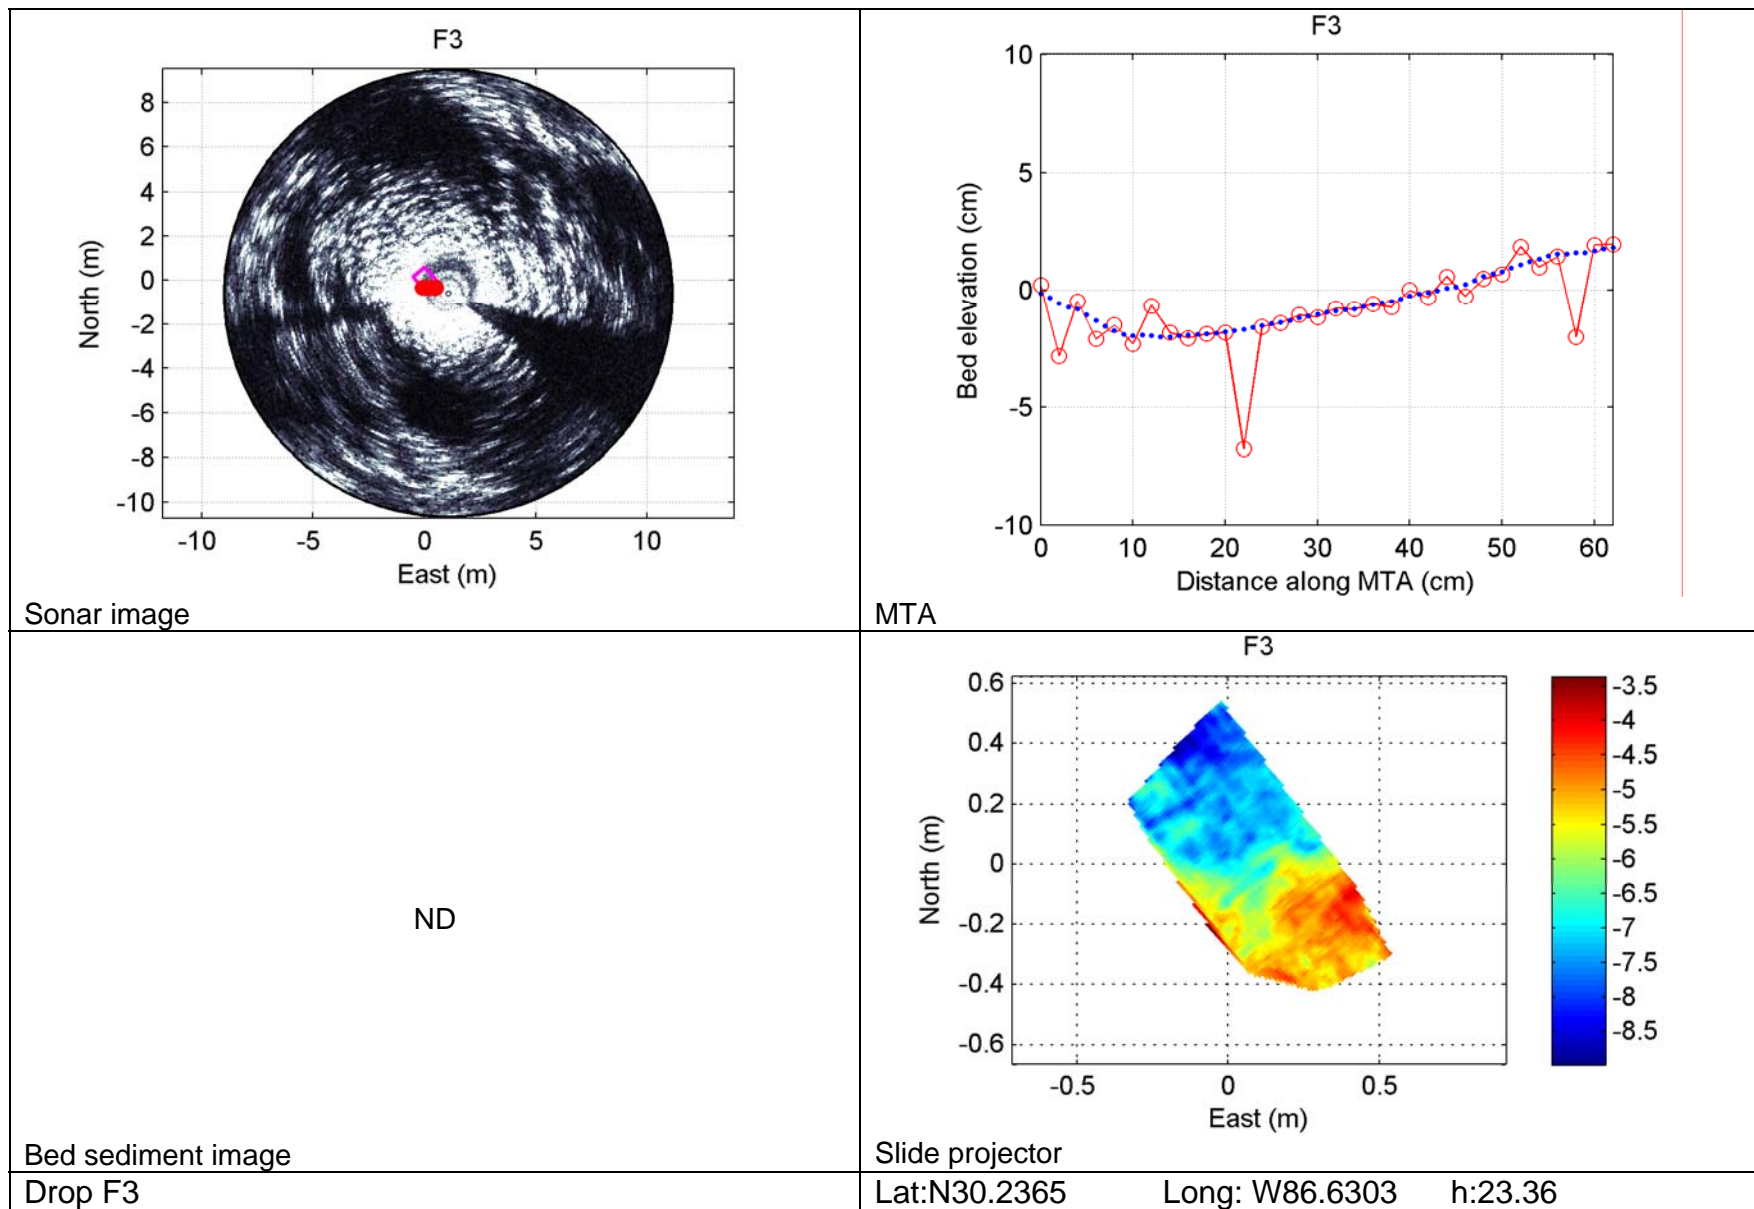 F3
8
6
4
2
0
-2
-4
-6
-8
-10
North (m)
-10 -5 0 5 10
East (m)
Sonar image
F3
10
5
0
-5
-10
Bed elevation (cm)
0 10 20 30 40 50 60
Distance along MTA (cm)
MTA
ND
Bed sediment image
F3
0.6
0.4
0.2
0
-0.2
-0.4
-0.6
North (m)
-0.5 0 0.5
East (m)
-3.5
-4
-4.5
-5
-5.5
-6
-6.5
-7
-7.5
-8
-8.5
Slide projector
Drop F3
Lat:N30.2365 Long: W86.6303 h:23.36